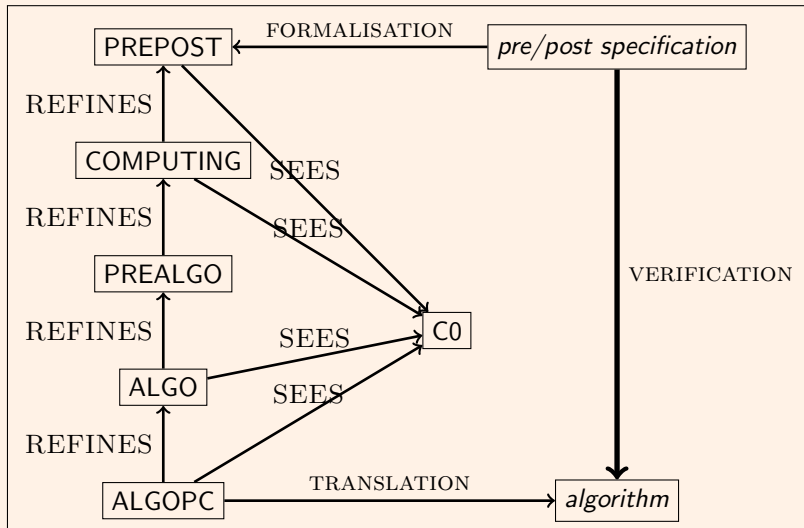 PREPOST
FORMALISATION
pre/post specification
REFINES
COMPUTING
SEES
REFINES
SEES
PREALGO
VERIFICATION
REFINES
SEES
C0
ALGO
SEES
REFINES
ALGOPC
TRANSLATION
algorithm